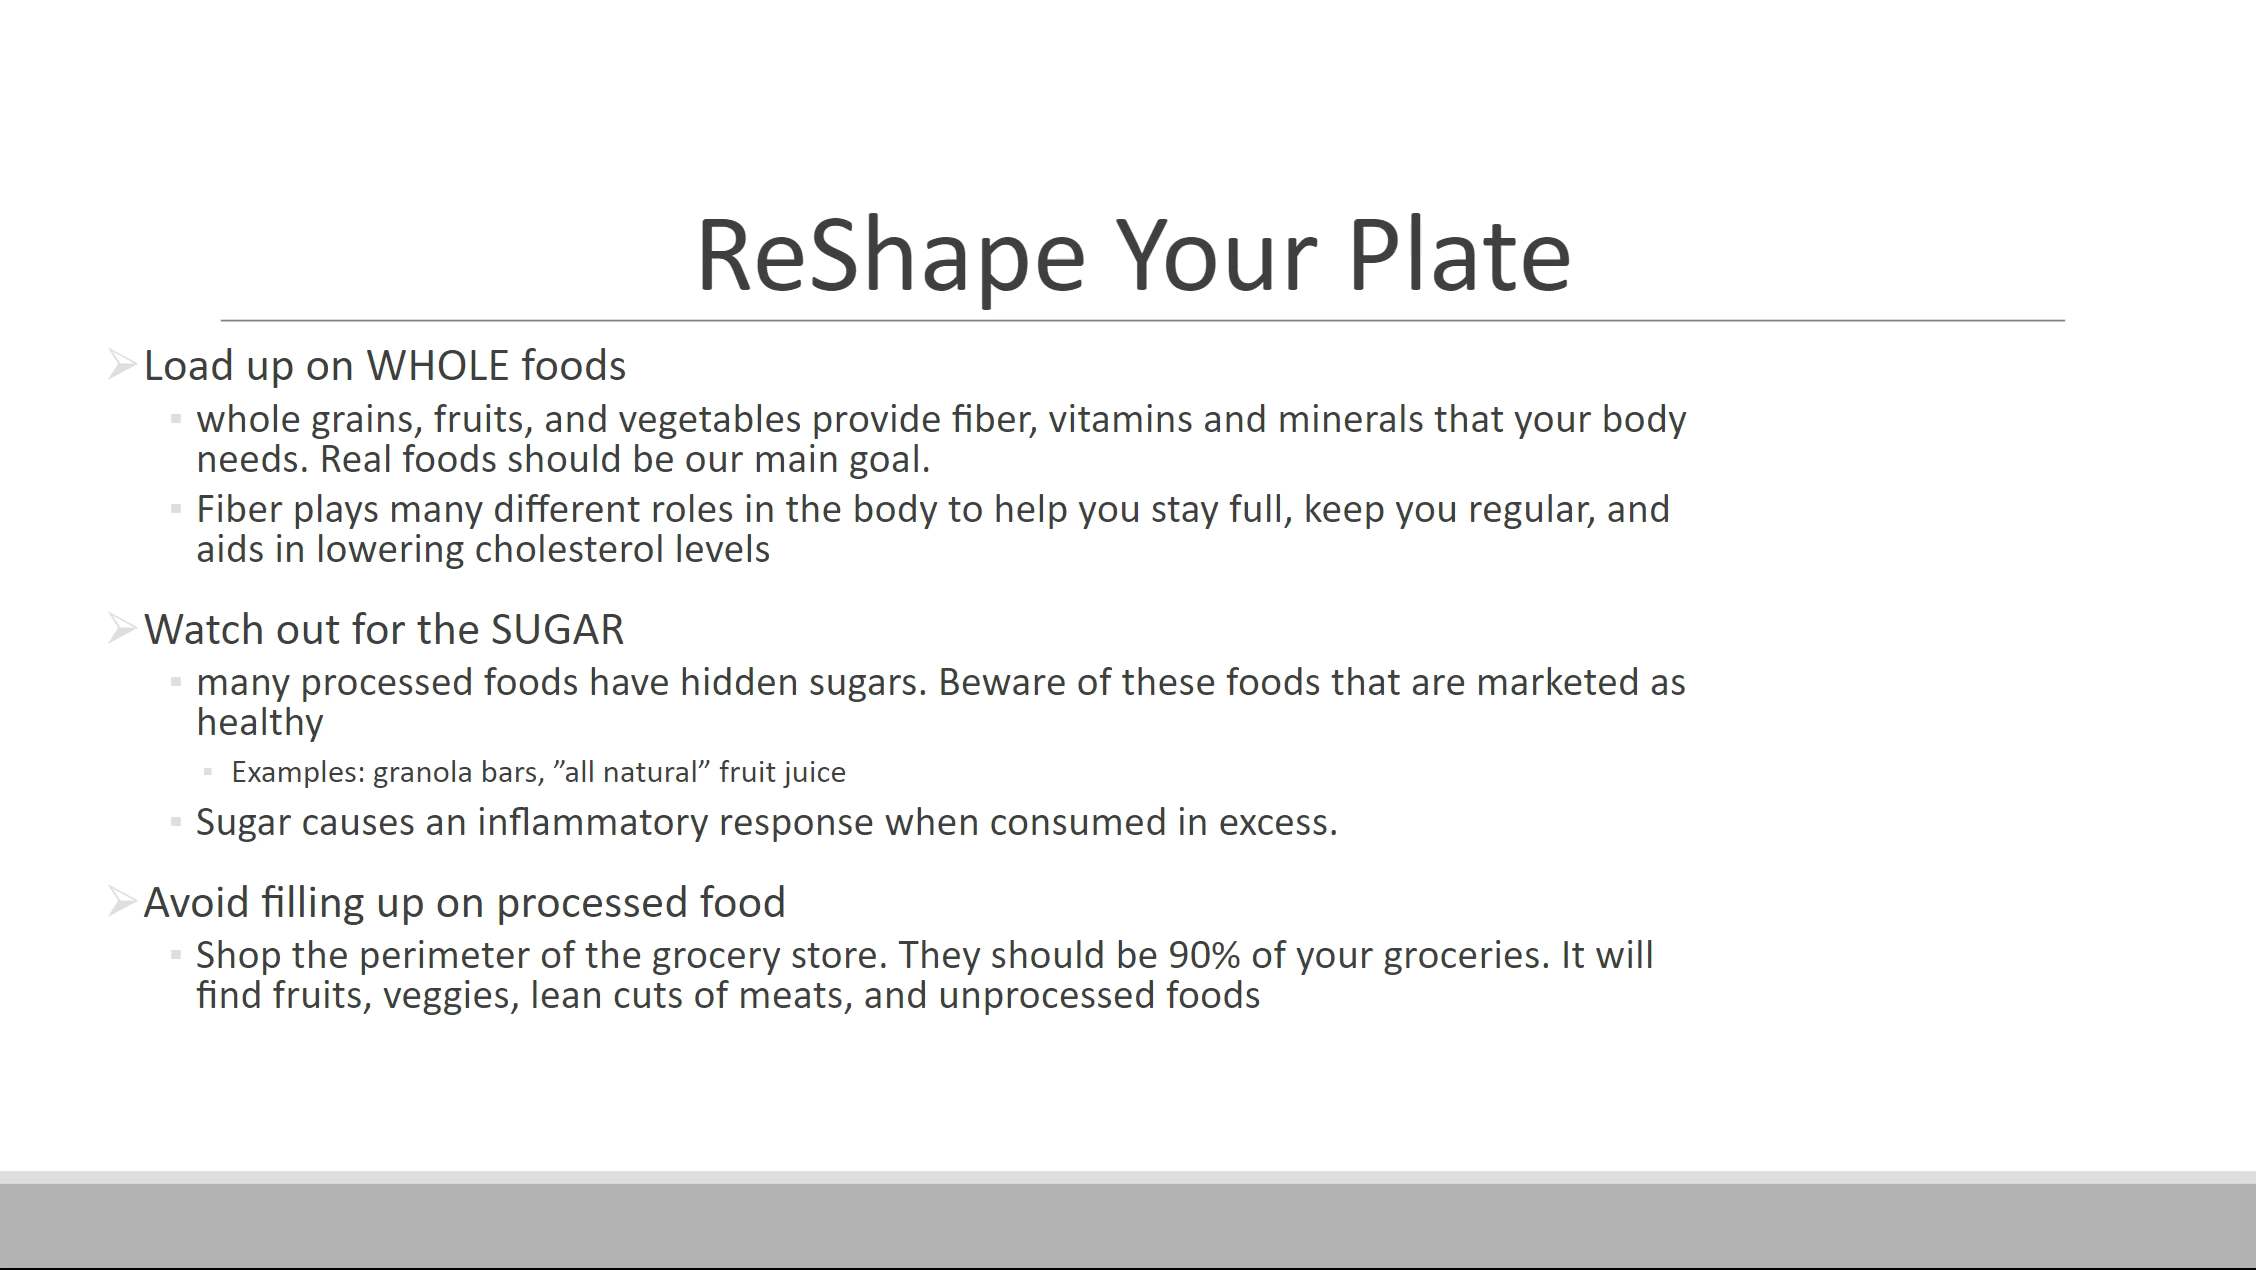 ReShape Your Plate
Load up on WHOLE foods
whole grains, fruits, and vegetables provide fiber, vitamins and minerals that your body
needs. Real foods should be our main goal.
Fiber plays many different roles in the body to help you stay full, keep you regular, and
aids in lowering cholesterol levels
Watch out for the SUGAR
many processed foods have hidden sugars. Beware of these foods that are marketed as
healthy
Examples: granola bars, ”all natural” fruit juice
Sugar causes an inflammatory response when consumed in excess.
Avoid filling up on processed food
Shop the perimeter of the grocery store. They should be 90% of your groceries. It will
find fruits, veggies, lean cuts of meats, and unprocessed foods